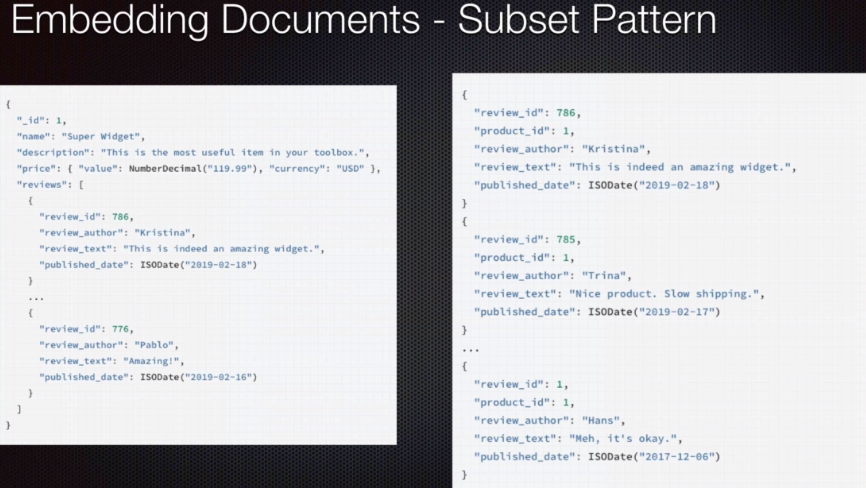 Embedding Documents - Subset Pattern
{
"_id": 1,
"name": "Super Widget",
"description": "This is the most useful item in your toolbox.",
"price": { "value": NumberDecimal("119.99"), "currency": "USD" },
"reviews": [
{
"review_id": 786,
"review_author": "Kristina",
"review_text": "This is indeed an amazing widget.",
"published_date": ISODate("2019-02-18")
}
...
{
"review_id": 776,
"review_author": "Pablo",
"review_text": "Amazing!",
"published_date": ISODate("2019-02-16")
}
]
}
{
"review_id": 786,
"product_id": 1,
"review_author": "Kristina",
"review_text": "This is indeed an amazing widget.",
"published_date": ISODate("2019-02-18")
}
{
"review_id": 785,
"product_id": 1,
"review_author": "Trina",
"review_text": "Nice product. Slow shipping.",
"published_date": ISODate("2019-02-17")
}
...
{
"review_id": 1,
"product_id": 1,
"review_author": "Hans",
"review_text": "Meh, it's okay.",
"published_date": ISODate("2017-12-06")
}